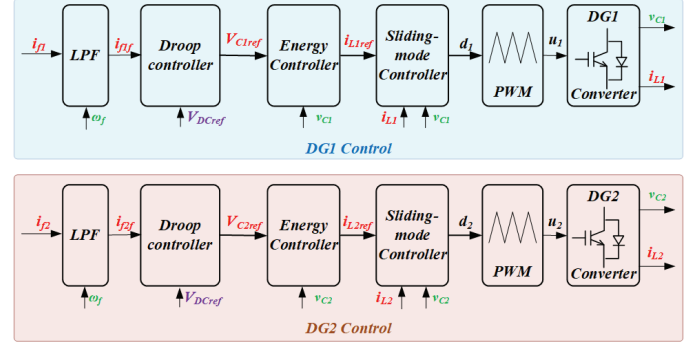 i_f1
LPF
i_f1f
Droop
controller
V_C1ref
Energy
Controller
i_L1ref
Sliding-
mode
Controller
d_1
PWM
u_1
DG1
Converter
v_C1
i_L1
ω_f
V_DCref
v_C1
i_L1
v_C1
DG1 Control
i_f2
LPF
i_f2f
Droop
controller
V_C2ref
Energy
Controller
i_L2ref
Sliding-
mode
Controller
d_2
PWM
u_2
DG2
Converter
v_C2
i_L2
ω_f
V_DCref
v_C2
i_L2
v_C2
DG2 Control